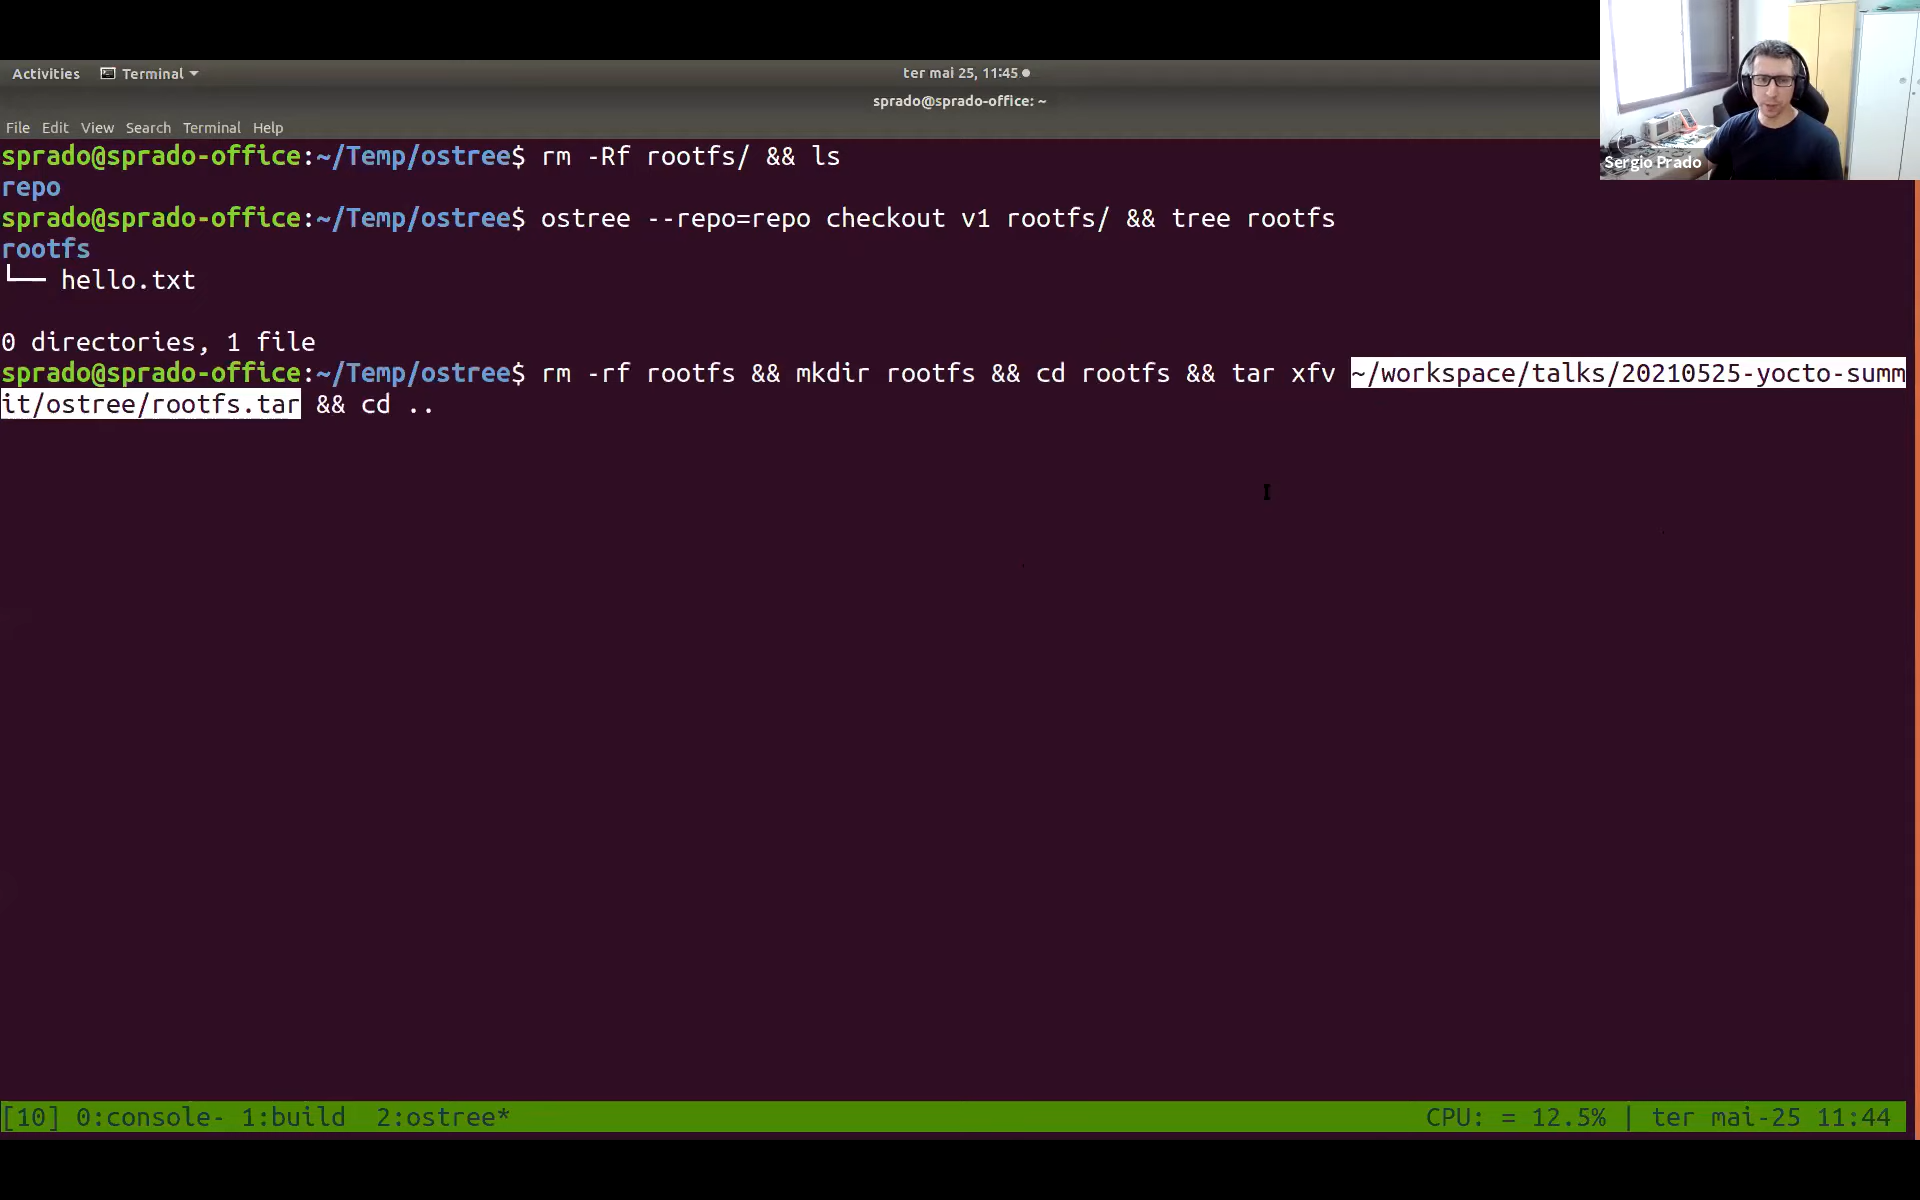 Activities Terminal ter mai 25, 11:45
sprado@sprado-office: ~
File Edit View Search Terminal Help
Sergio Prado
sprado@sprado-office:~/Temp/ostree$ rm -Rf rootfs/ && ls
repo
sprado@sprado-office:~/Temp/ostree$ ostree --repo=repo checkout v1 rootfs/ && tree rootfs
rootfs
└── hello.txt
0 directories, 1 file
sprado@sprado-office:~/Temp/ostree$ rm -rf rootfs && mkdir rootfs && cd rootfs && tar xfv ~/workspace/talks/20210525-yocto-summ
it/ostree/rootfs.tar && cd ..
[10] 0:console- 1:build  2:ostree* CPU: = 12.5% | ter mai-25 11:44